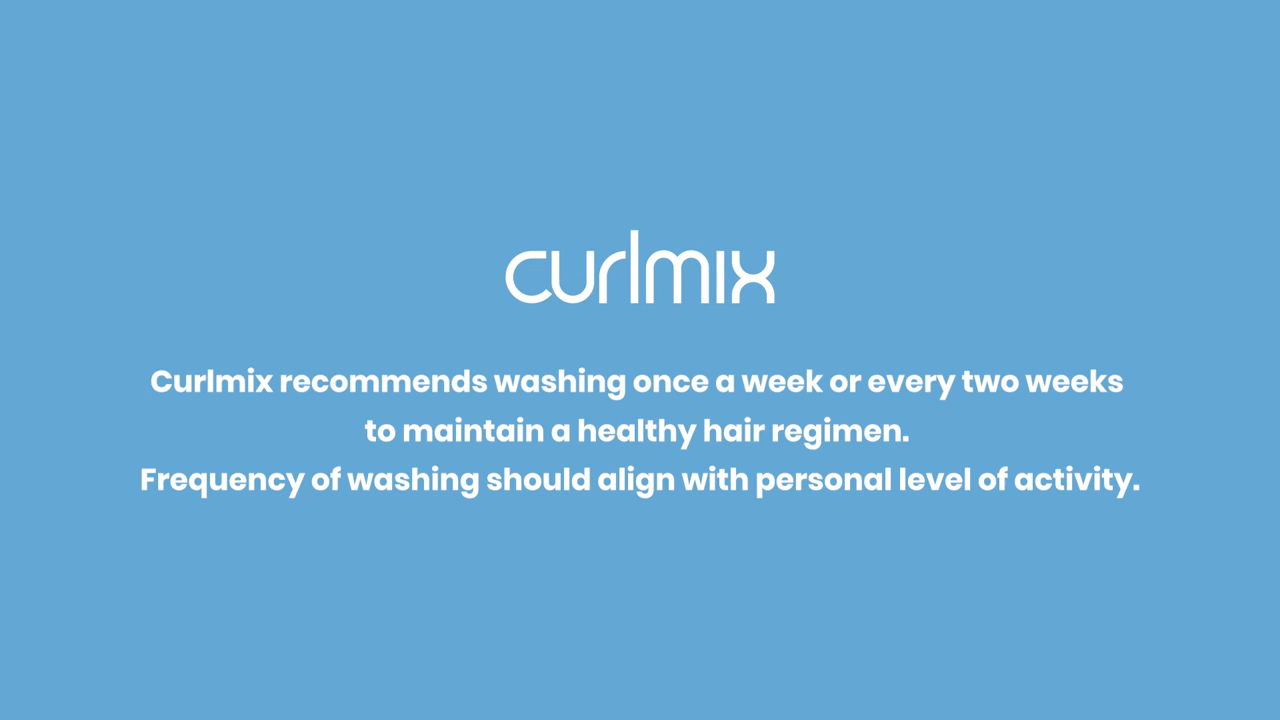 curlmix
Curlmix recommends washing once a week or every two weeks
to maintain a healthy hair regimen.
Frequency of washing should align with personal level of activity.